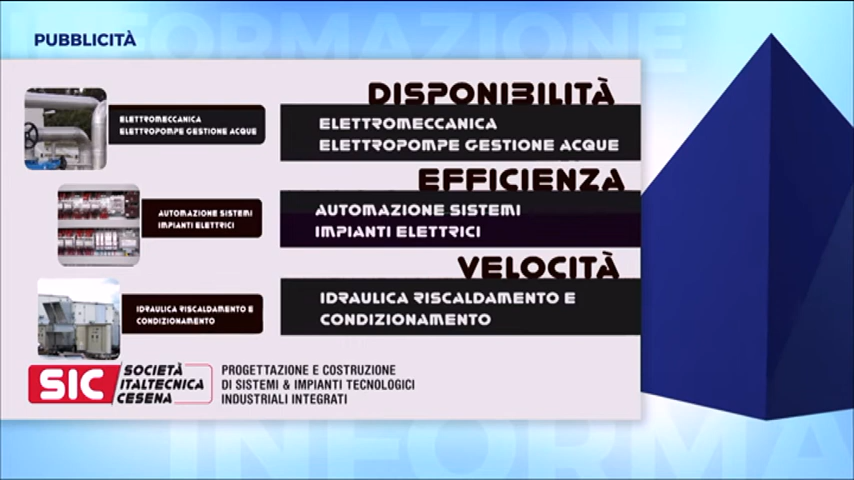 INFORMAZIONE
PUBBLICITÀ
DISPONIBILITÀ
ELETTROMECCANICA
ELETTROPOMPE GESTIONE ACQUE
ELETTROMECCANICA
ELETTROPOMPE GESTIONE ACQUE
EFFICIENZA
AUTOMAZIONE SISTEMI
IMPIANTI ELETTRICI
AUTOMAZIONE SISTEMI
IMPIANTI ELETTRICI
VELOCITÀ
IDRAULICA RISCALDAMENTO E
CONDIZIONAMENTO
IDRAULICA RISCALDAMENTO E
CONDIZIONAMENTO
SIC
SOCIETÀ
ITALTECNICA
CESENA
PROGETTAZIONE E COSTRUZIONE
DI SISTEMI & IMPIANTI TECNOLOGICI
INDUSTRIALI INTEGRATI
INFORMA